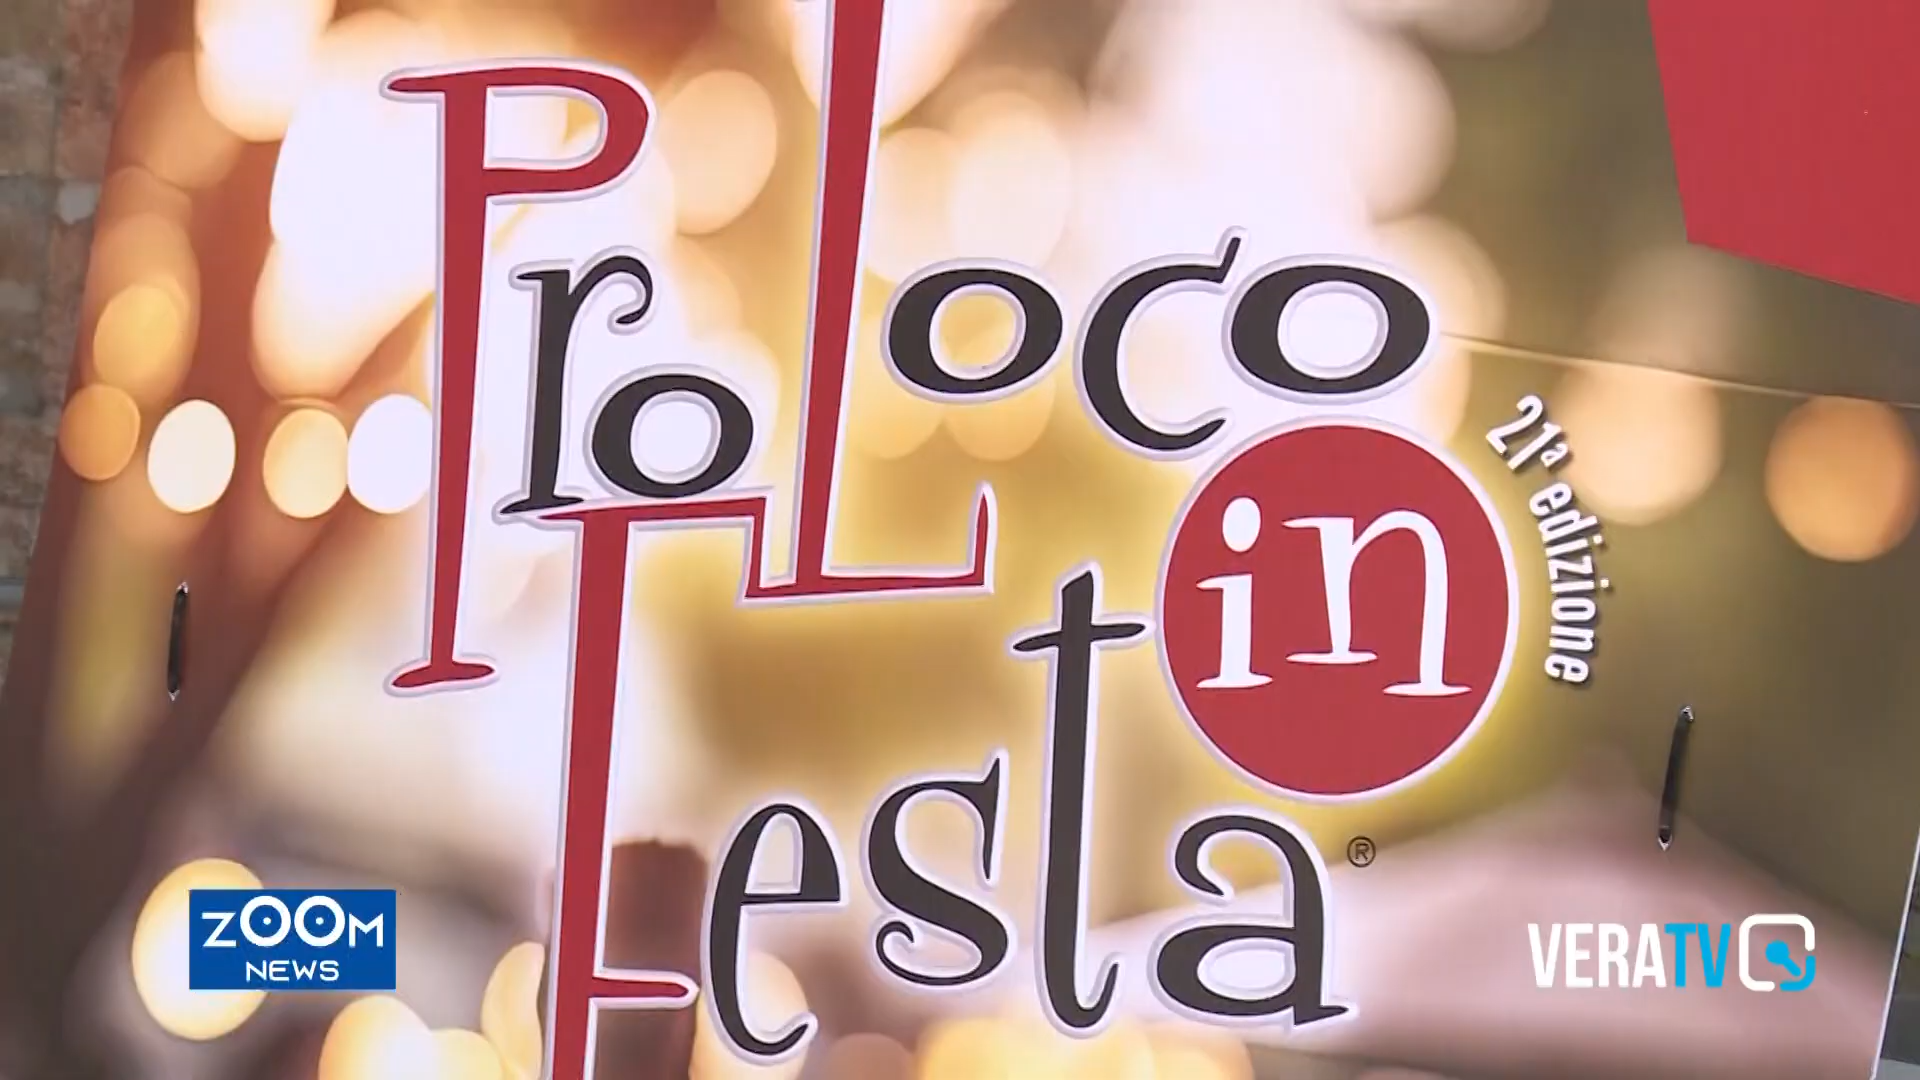 Pro Loco
in
Festa ®
21ª edizione
ZOOM
NEWS
VERATV